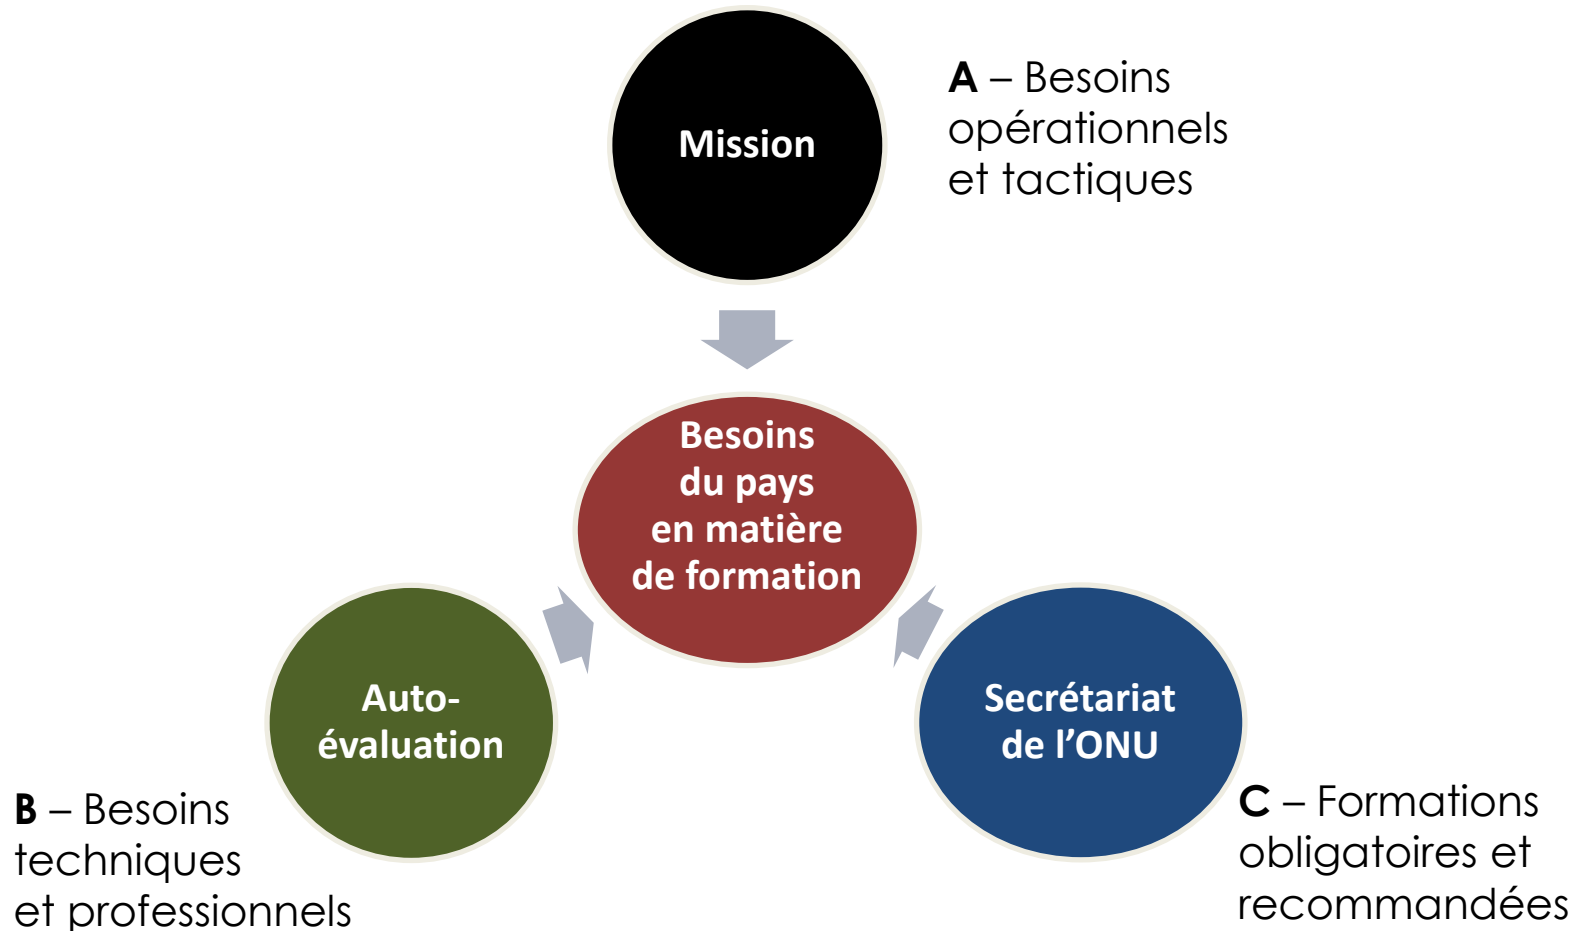 Mission
A – Besoins
opérationnels
et tactiques
Besoins
du pays
en matière
de formation
Auto-
évaluation
Secrétariat
de l’ONU
B – Besoins
techniques
et professionnels
C – Formations
obligatoires et
recommandées